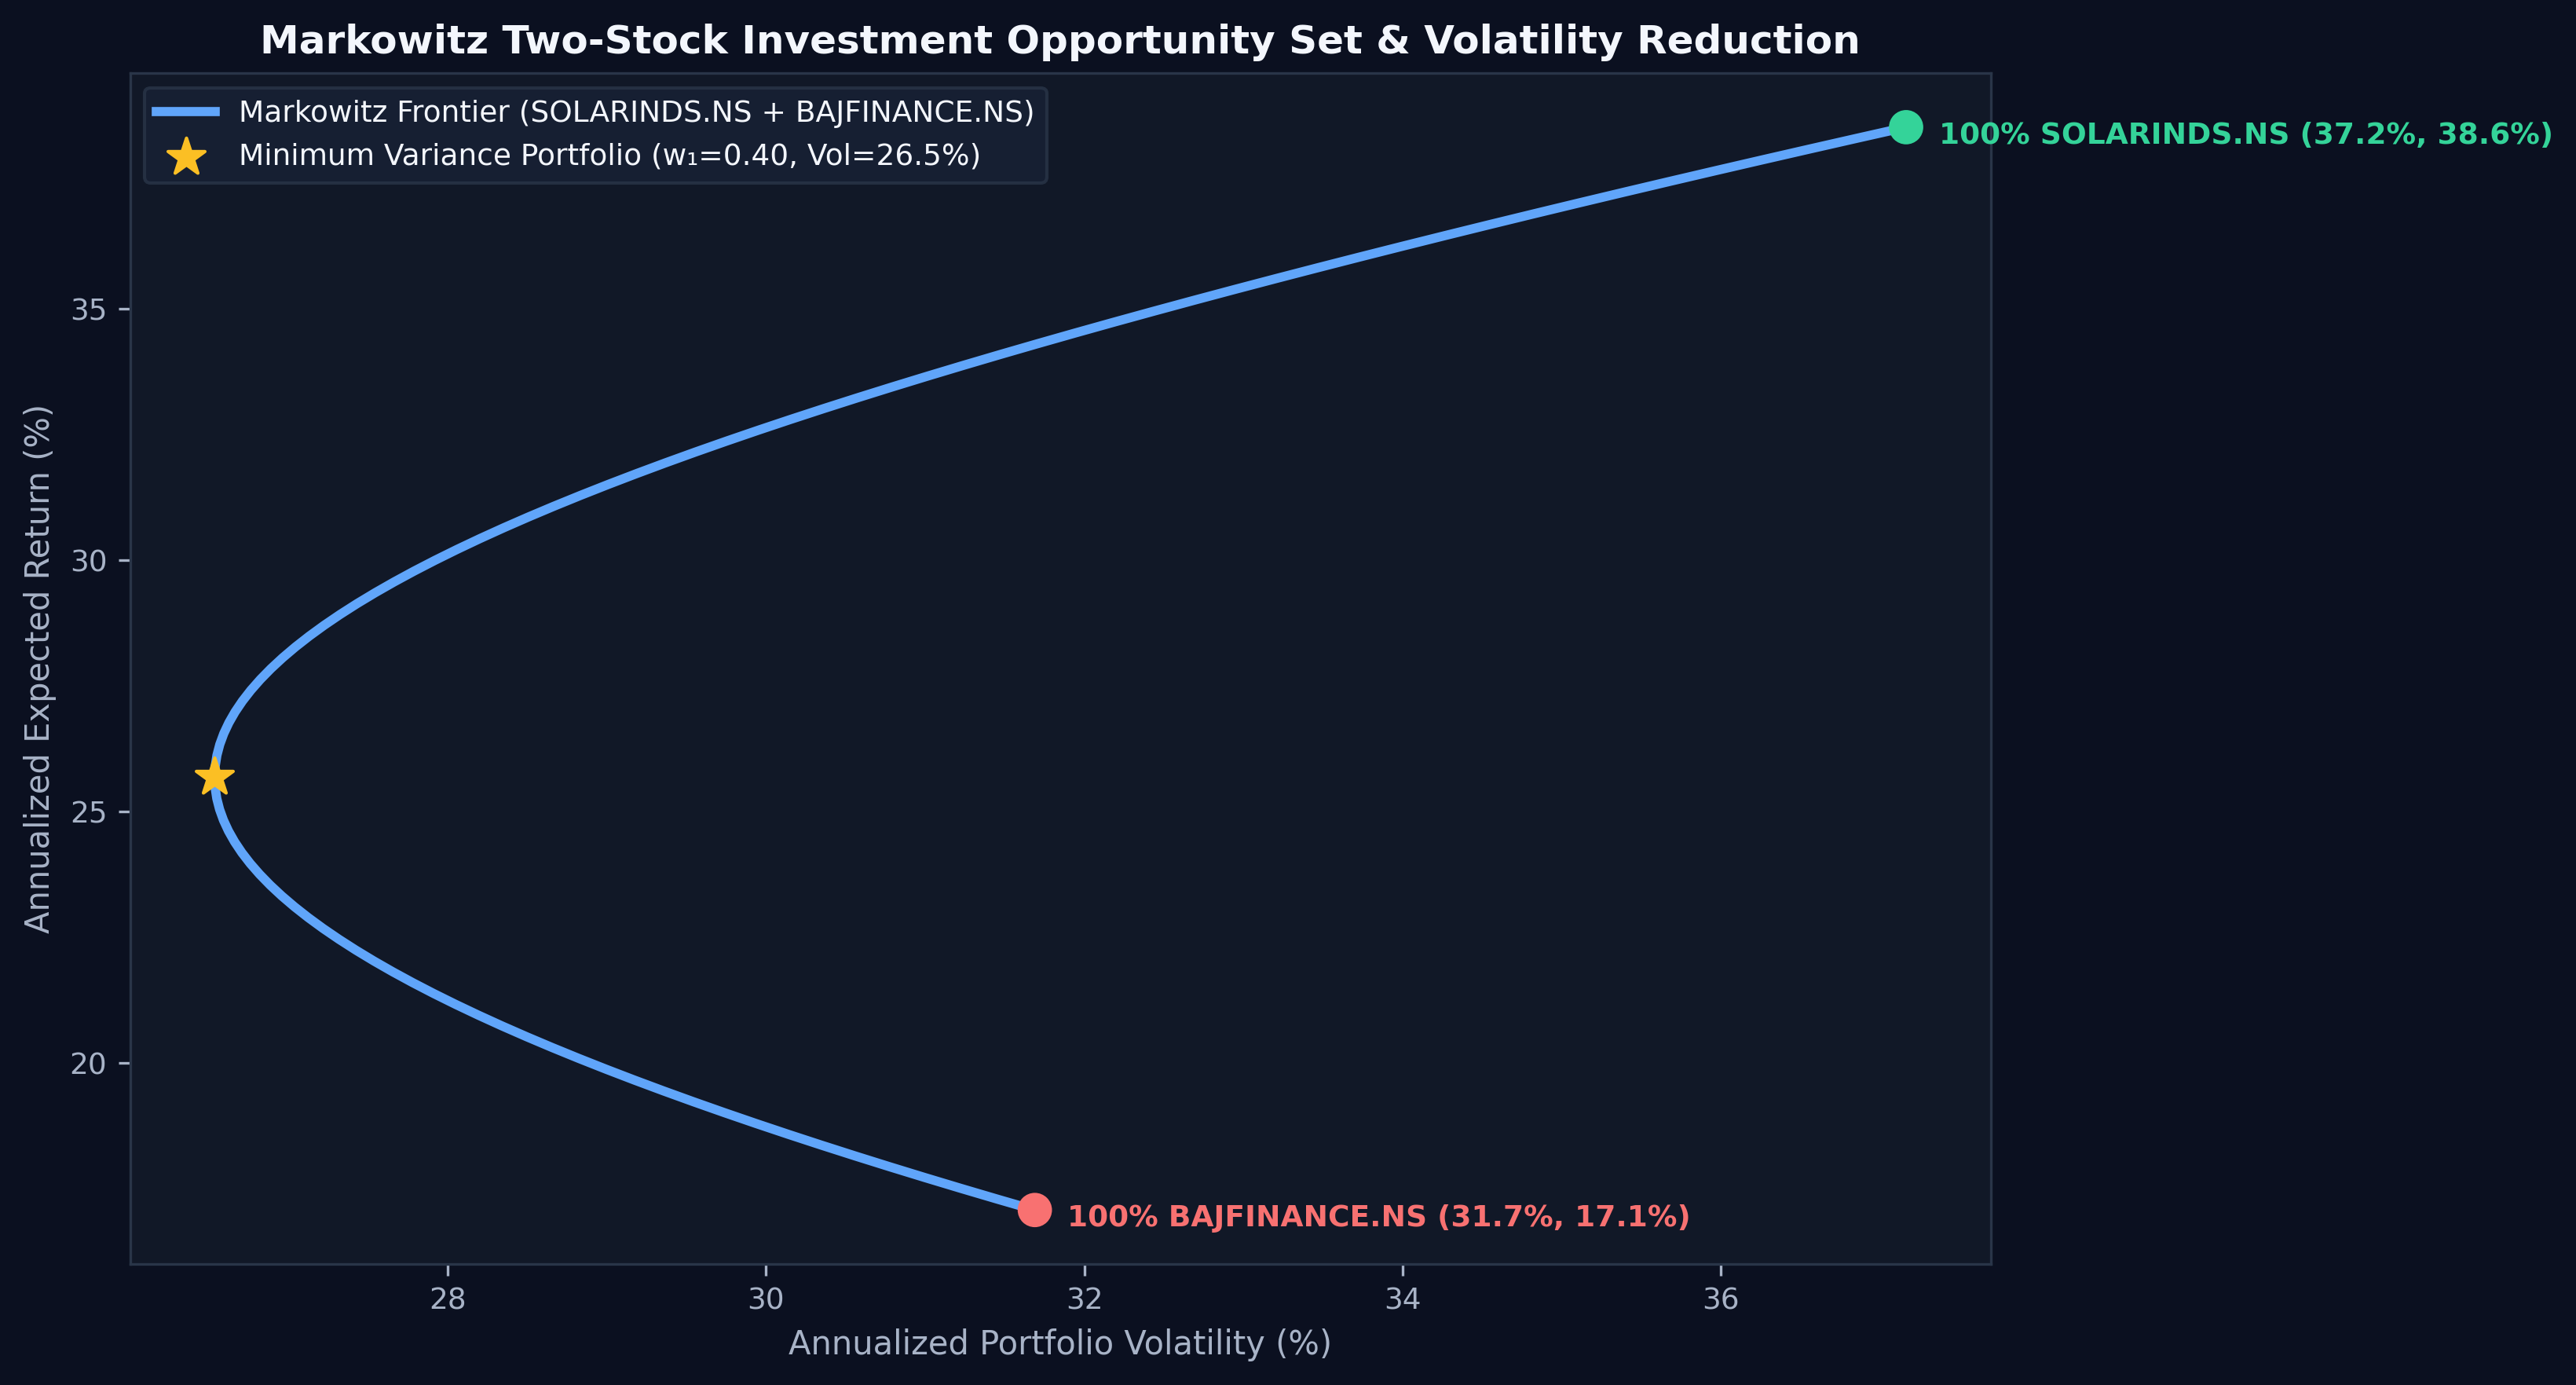 Markowitz Two-Stock Investment Opportunity Set & Volatility Reduction
Markowitz Frontier (SOLARINDS.NS + BAJFINANCE.NS)
Minimum Variance Portfolio (w₁=0.40, Vol=26.5%)
100% SOLARINDS.NS (37.2%, 38.6%)
35
30
25
20
Annualized Expected Return (%)
100% BAJFINANCE.NS (31.7%, 17.1%)
28
30
32
34
36
Annualized Portfolio Volatility (%)